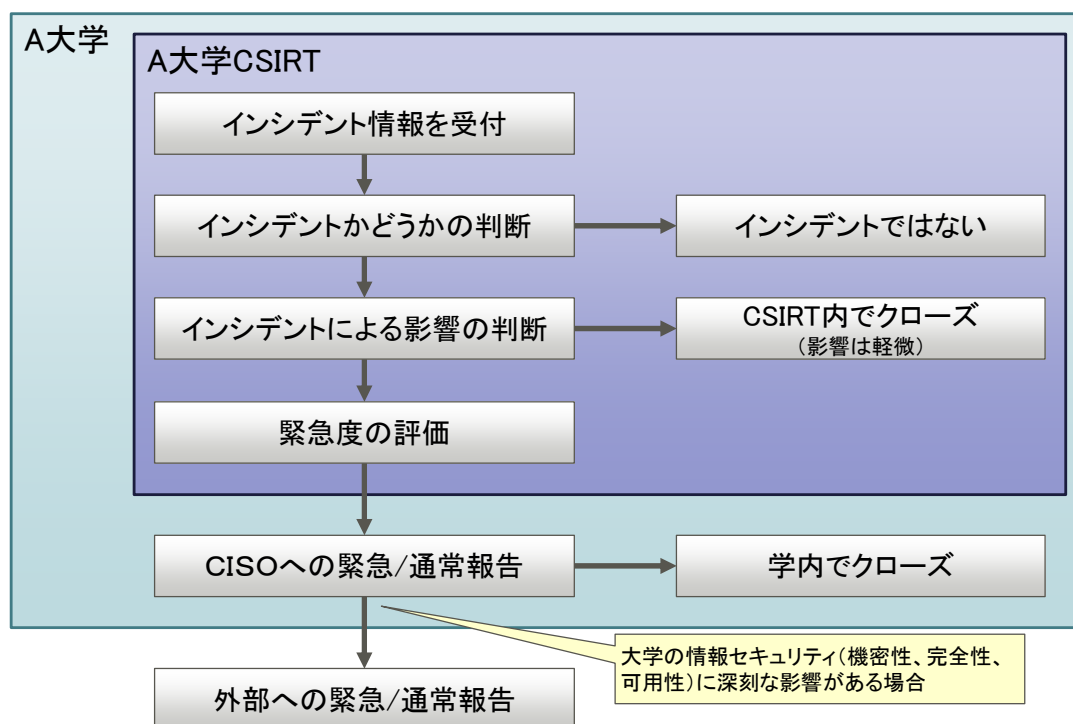 A大学
A大学CSIRT
インシデント情報を受付
インシデントかどうかの判断
インシデントではない
インシデントによる影響の判断
CSIRT内でクローズ
（影響は軽微）
緊急度の評価
CISOへの緊急/通常報告
学内でクローズ
大学の情報セキュリティ（機密性、完全性、
可用性）に深刻な影響がある場合
外部への緊急/通常報告